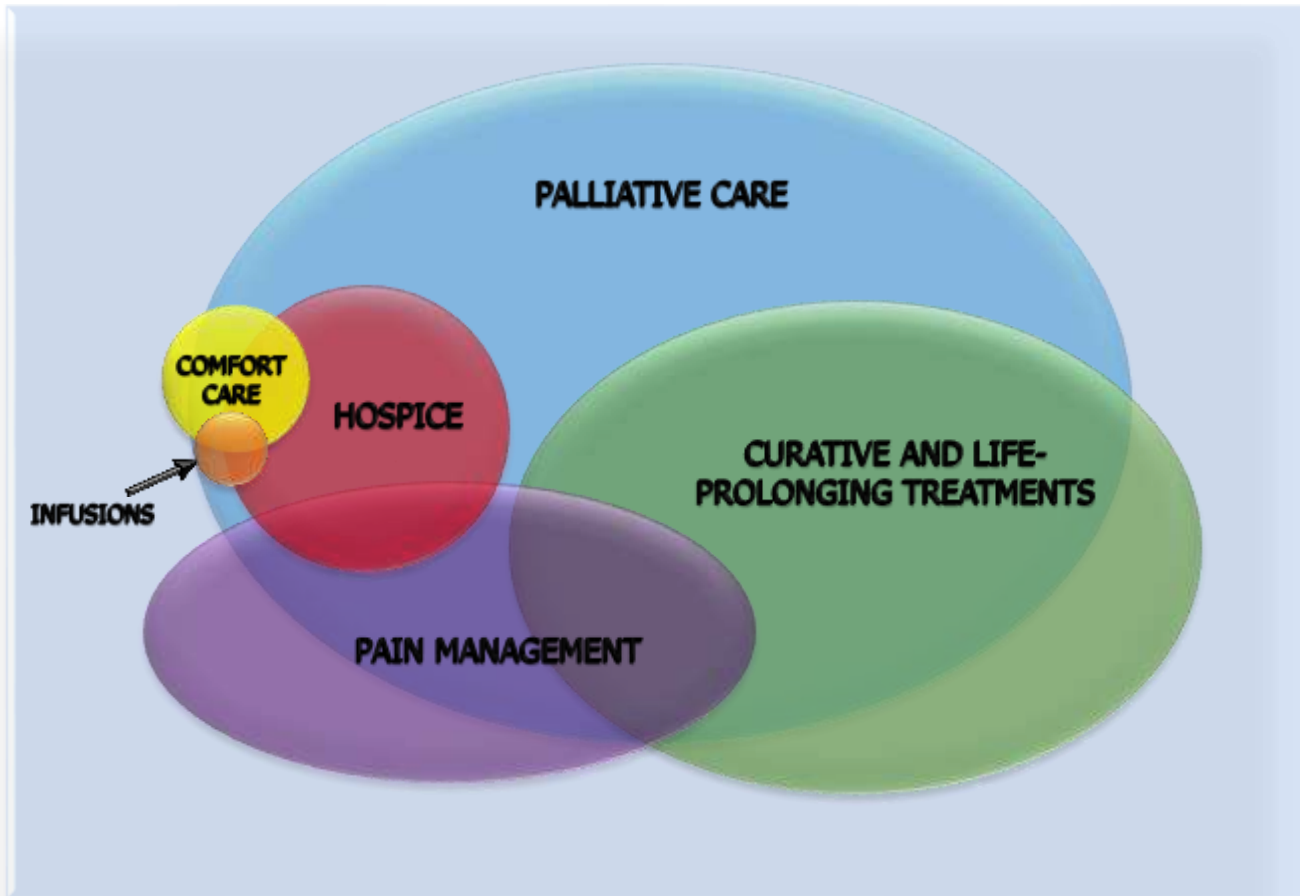 PALLIATIVE CARE
COMFORT
CARE
HOSPICE
INFUSIONS
CURATIVE AND LIFE-
PROLONGING TREATMENTS
PAIN MANAGEMENT